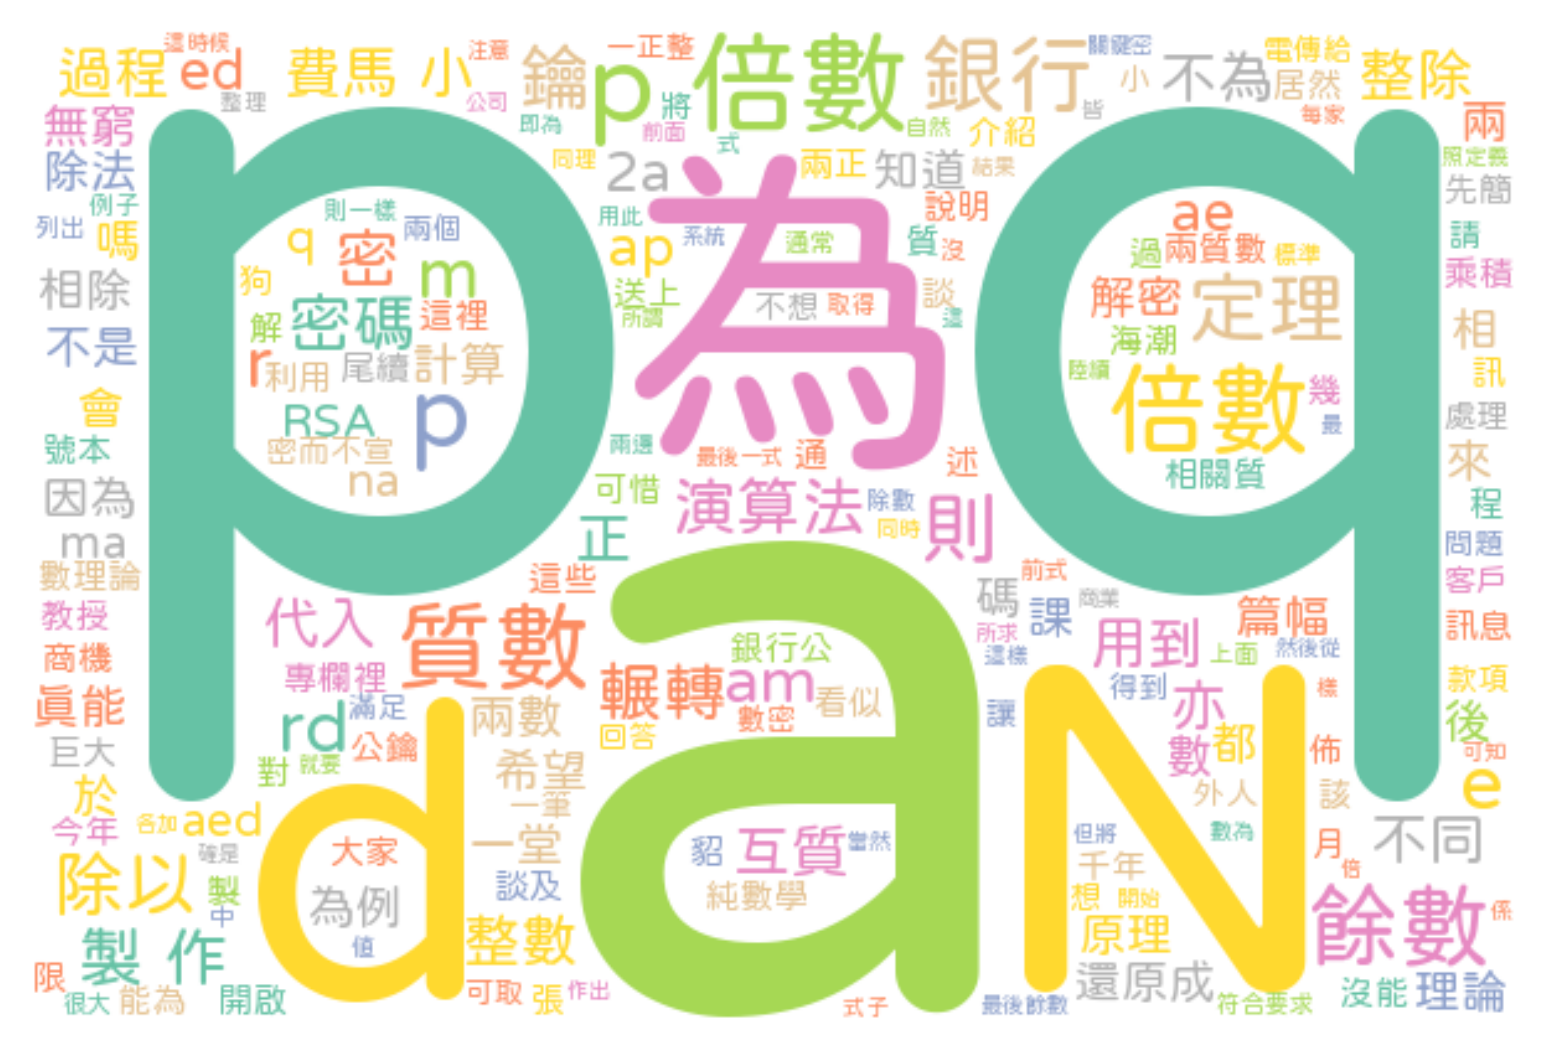 這時候
過程
ed
整理
費馬 小
注意
公司
鑰
一正整
p
將
前面
即為
同理
倍數
式
自然
銀行
關鍵密
小
皆
介紹
不為
電傳給
居然
每家
整除
兩
照定義
無窮
除法
例子
列出
嗎
相除
不是
會
號本
因為
ma
數理論
教授
商機
真能
巨大
於
今年
p
q
則一樣
兩個
q
密
m
狗
密碼
這裡
解
r
利用
尾續
計算
RSA
p
密而不宣
na
2a
兩正
知道
結果
用此
系統
通常
說明
質
沒
ap
送上
所謂
為
不想
取得
談
這
兩邊
最後一式
通
述
可惜
演算法
除數
同時
則
正
這些
ae
過
兩質數
標準
解密
定理
海潮
陸續
倍數
幾
最
相關質
先簡
請
乘積
相
訊
處理
來
程
問題
客戶
訊息
款項
後
可知
e
代入
質數
專欄裡
銀行公
輾轉
am
看似
數密
回答
rd
滿足
公鑰
兩數
對
就要
希望
一筆
各加
aed
確是
大家
一堂
除以
製
中
為例
談及
值
d
整數
製 作
限
很大
能為
開啟
可取
張
作出
a
貂
互質
當然
純數學
式子
碼
前式
課
商業
所求
這樣
用到
篇幅
上面
然後從
得到
讓
亦
樣
數
都
佈
外人
該
N
但將
數為
千年
月
不同
倍
想
開始
原理
餘數
係
還原成
最後餘數
符合要求
沒能
理論